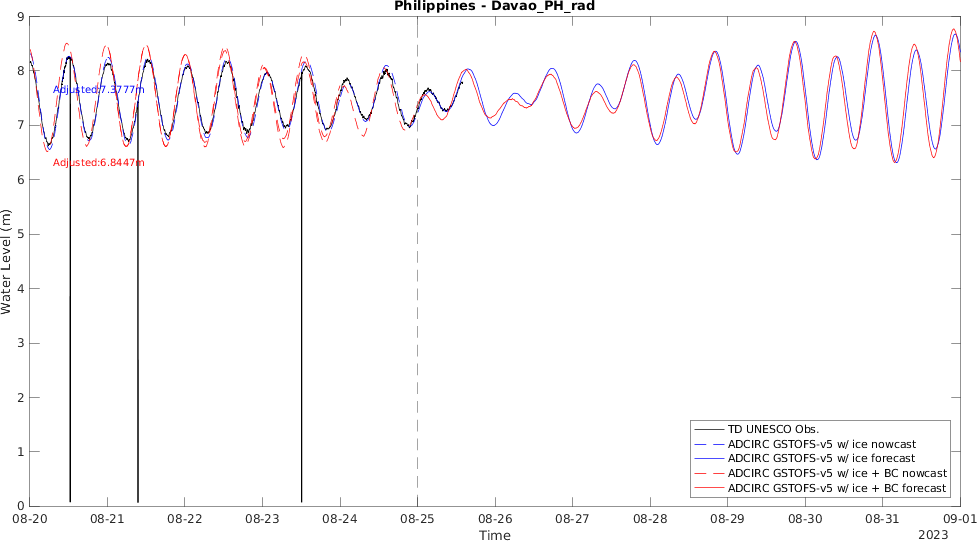 Philippines - Davao_PH_rad
9
8
7
6
5
4
3
2
1
0
Water Level (m)
Adjusted:7.3777m
Adjusted:6.8447m
TD UNESCO Obs.
ADCIRC GSTOFS-v5 w/ ice nowcast
ADCIRC GSTOFS-v5 w/ ice forecast
ADCIRC GSTOFS-v5 w/ ice + BC nowcast
ADCIRC GSTOFS-v5 w/ ice + BC forecast
08-20 08-21 08-22 08-23 08-24 08-25 08-26 08-27 08-28 08-29 08-30 08-31 09-01
Time
2023